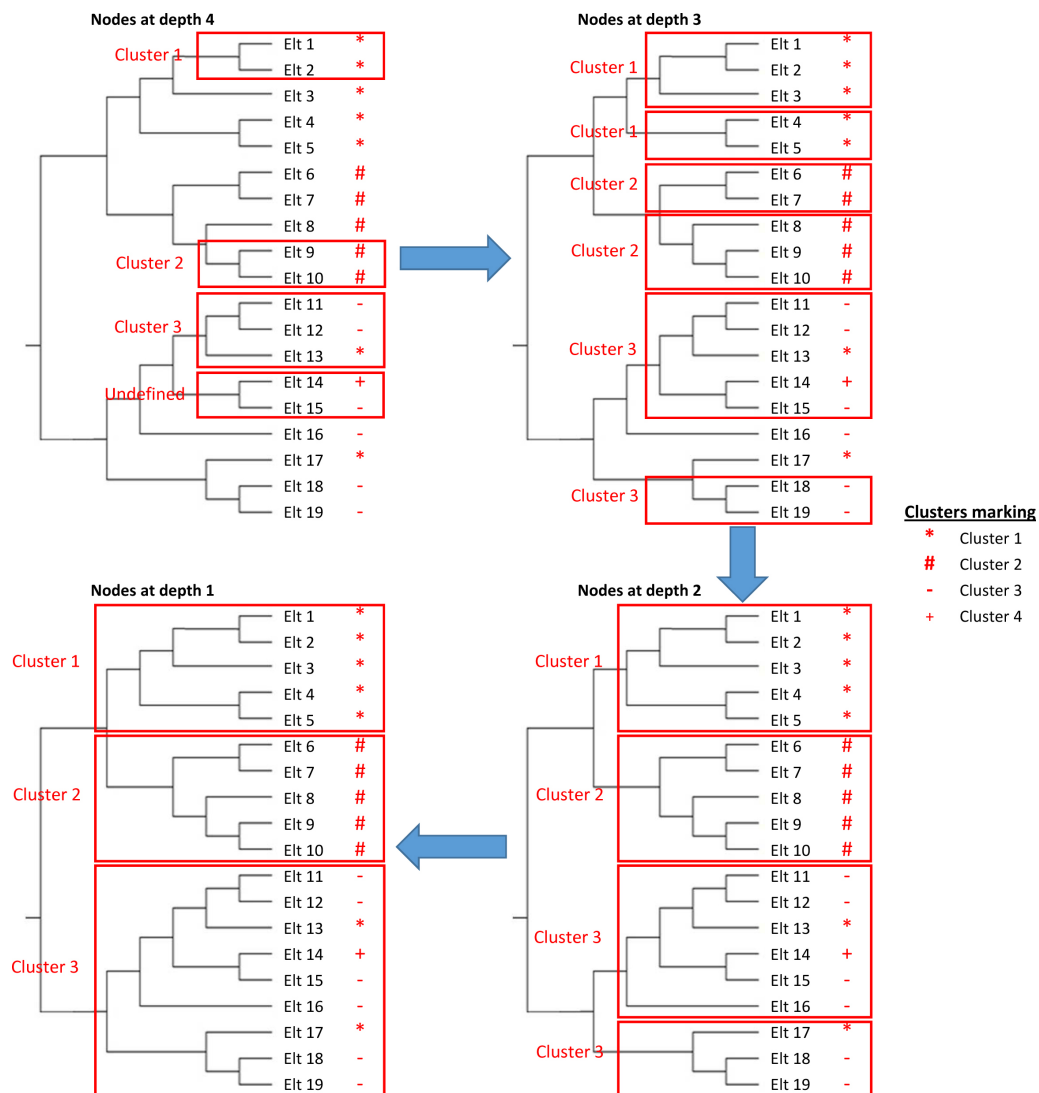 Nodes at depth 4
Cluster 1
Elt 1 *
Elt 2 *
Elt 3 *
Elt 4 *
Elt 5 *
Elt 6 #
Elt 7 #
Elt 8 #
Cluster 2
Elt 9 #
Elt 10 #
Cluster 3
Elt 11 -
Elt 12 -
Elt 13 *
Undefined
Elt 14 +
Elt 15 -
Elt 16 -
Elt 17 *
Elt 18 -
Elt 19 -
Nodes at depth 3
Cluster 1
Elt 1 *
Elt 2 *
Elt 3 *
Cluster 1
Elt 4 *
Elt 5 *
Cluster 2
Elt 6 #
Elt 7 #
Cluster 2
Elt 8 #
Elt 9 #
Elt 10 #
Cluster 3
Elt 11 -
Elt 12 -
Elt 13 *
Elt 14 +
Elt 15 -
Elt 16 -
Elt 17 *
Cluster 3
Elt 18 -
Elt 19 -
Clusters marking
* Cluster 1
# Cluster 2
- Cluster 3
+ Cluster 4
Nodes at depth 1
Cluster 1
Elt 1 *
Elt 2 *
Elt 3 *
Elt 4 *
Elt 5 *
Cluster 2
Elt 6 #
Elt 7 #
Elt 8 #
Elt 9 #
Elt 10 #
Cluster 3
Elt 11 -
Elt 12 -
Elt 13 *
Elt 14 +
Elt 15 -
Elt 16 -
Elt 17 *
Elt 18 -
Elt 19 -
Nodes at depth 2
Cluster 1
Elt 1 *
Elt 2 *
Elt 3 *
Elt 4 *
Elt 5 *
Cluster 2
Elt 6 #
Elt 7 #
Elt 8 #
Elt 9 #
Elt 10 #
Cluster 3
Elt 11 -
Elt 12 -
Elt 13 *
Elt 14 +
Elt 15 -
Elt 16 -
Cluster 3
Elt 17 *
Elt 18 -
Elt 19 -